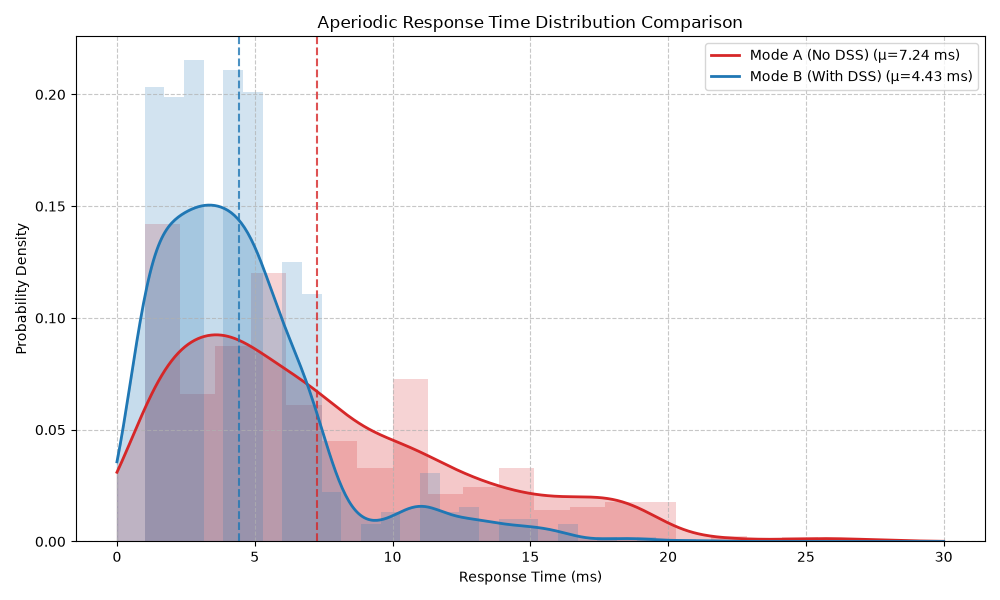 Aperiodic Response Time Distribution Comparison
Mode A (No DSS) (μ=7.24 ms)
Mode B (With DSS) (μ=4.43 ms)
Probability Density
0.20
0.15
0.10
0.05
0.00
0 5 10 15 20 25 30
Response Time (ms)